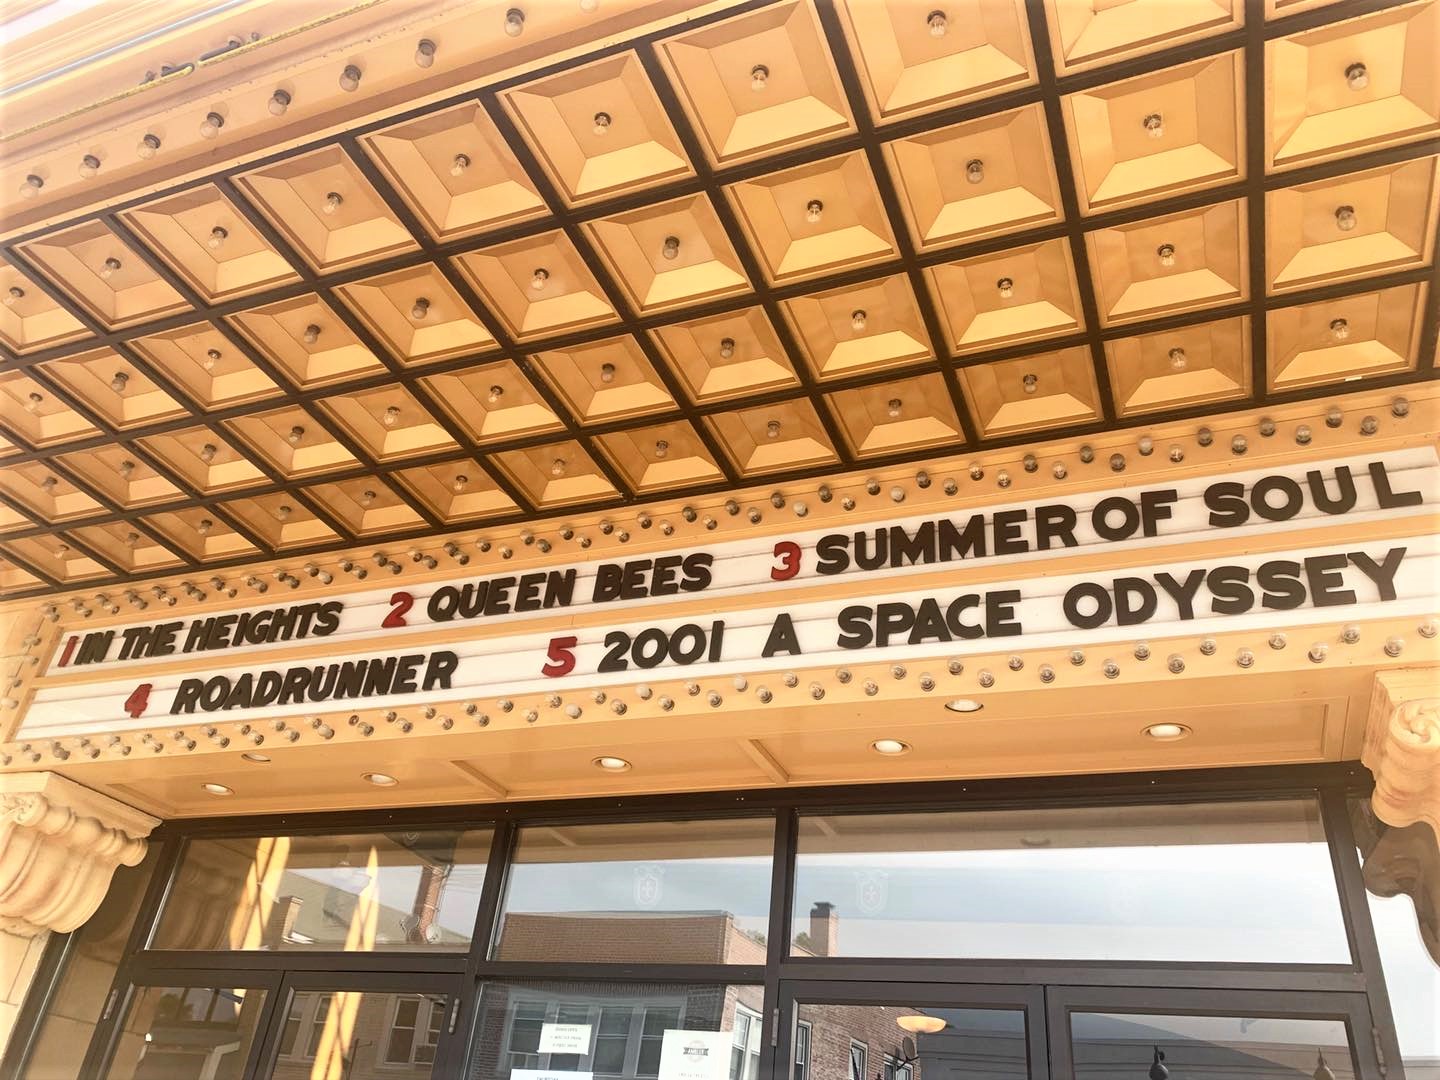 1 IN THE HEIGHTS 2 QUEEN BEES 3 SUMMER OF SOUL
4 ROADRUNNER 5 2001 A SPACE ODYSSEY